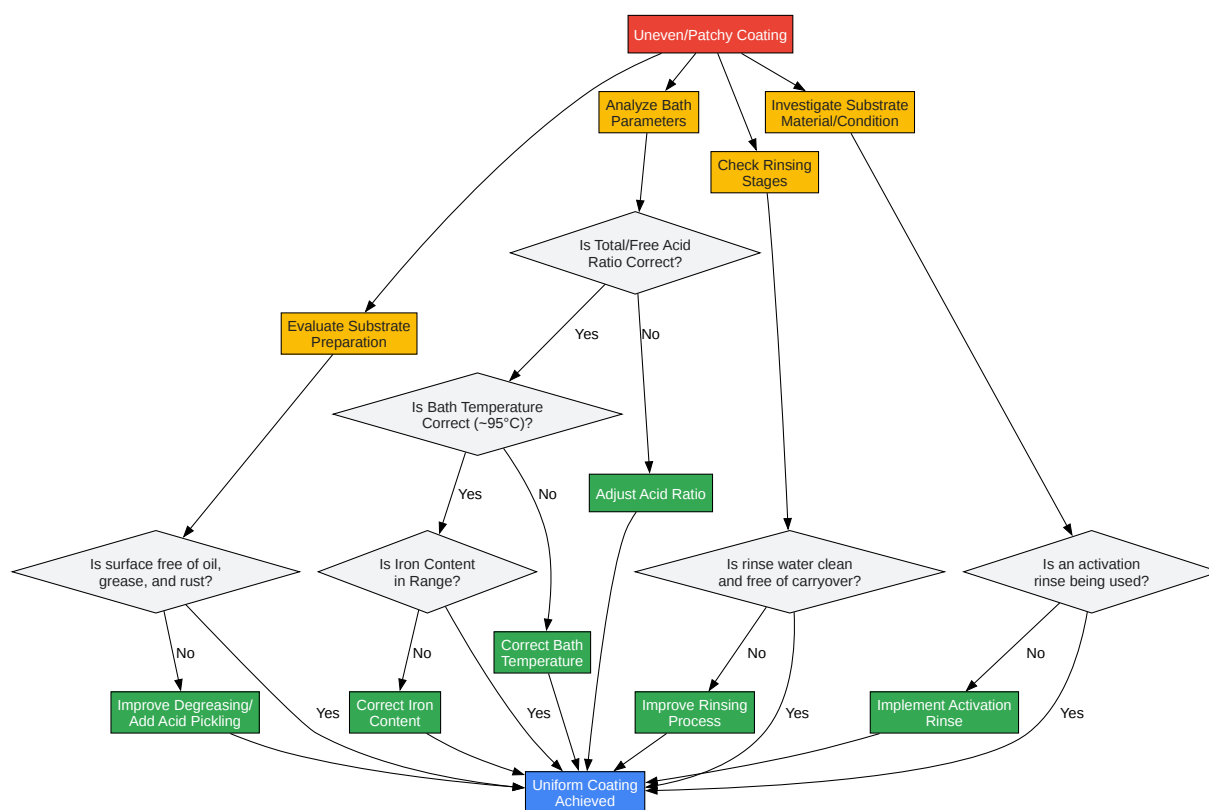 Uneven/Patchy Coating
Analyze Bath
Parameters
Investigate Substrate
Material/Condition
Check Rinsing
Stages
Is Total/Free Acid
Ratio Correct?
Evaluate Substrate
Preparation
Yes
No
Is Bath Temperature
Correct (~95°C)?
Adjust Acid Ratio
Yes
No
Is surface free of oil,
grease, and rust?
Is Iron Content
in Range?
Is rinse water clean
and free of carryover?
Is an activation
rinse being used?
Correct Bath
Temperature
No
No
No
No
Improve Degreasing/
Add Acid Pickling
Yes
Correct Iron
Content
Yes
Improve Rinsing
Process
Yes
Implement Activation
Rinse
Yes
Uniform Coating
Achieved